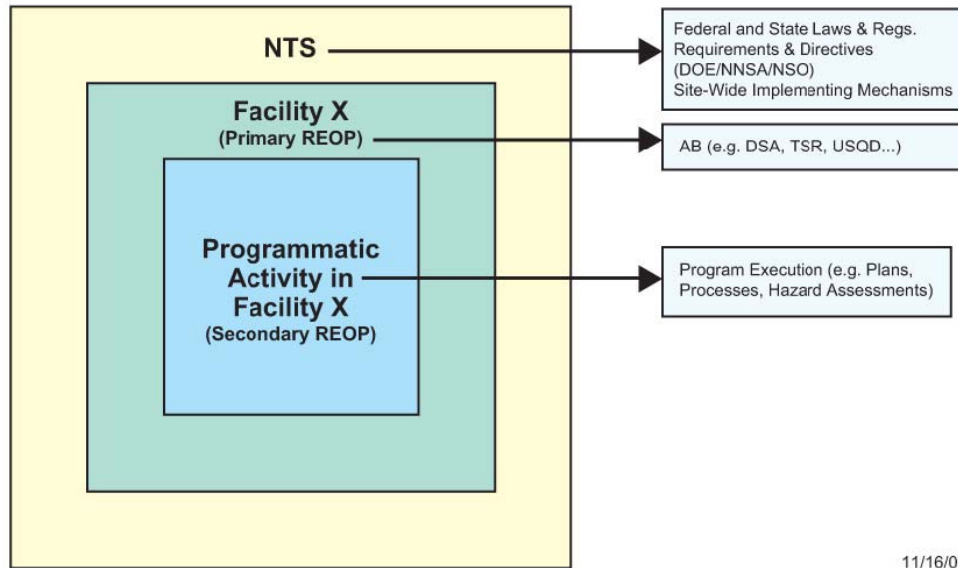 NTS
Federal and State Laws & Regs.
Requirements & Directives
(DOE/NNSA/NSO)
Site-Wide Implementing Mechanisms
Facility X
(Primary REOP)
AB (e.g. DSA, TSR, USQD...)
Programmatic
Activity in
Facility X
(Secondary REOP)
Program Execution (e.g. Plans,
Processes, Hazard Assessments)
11/16/0